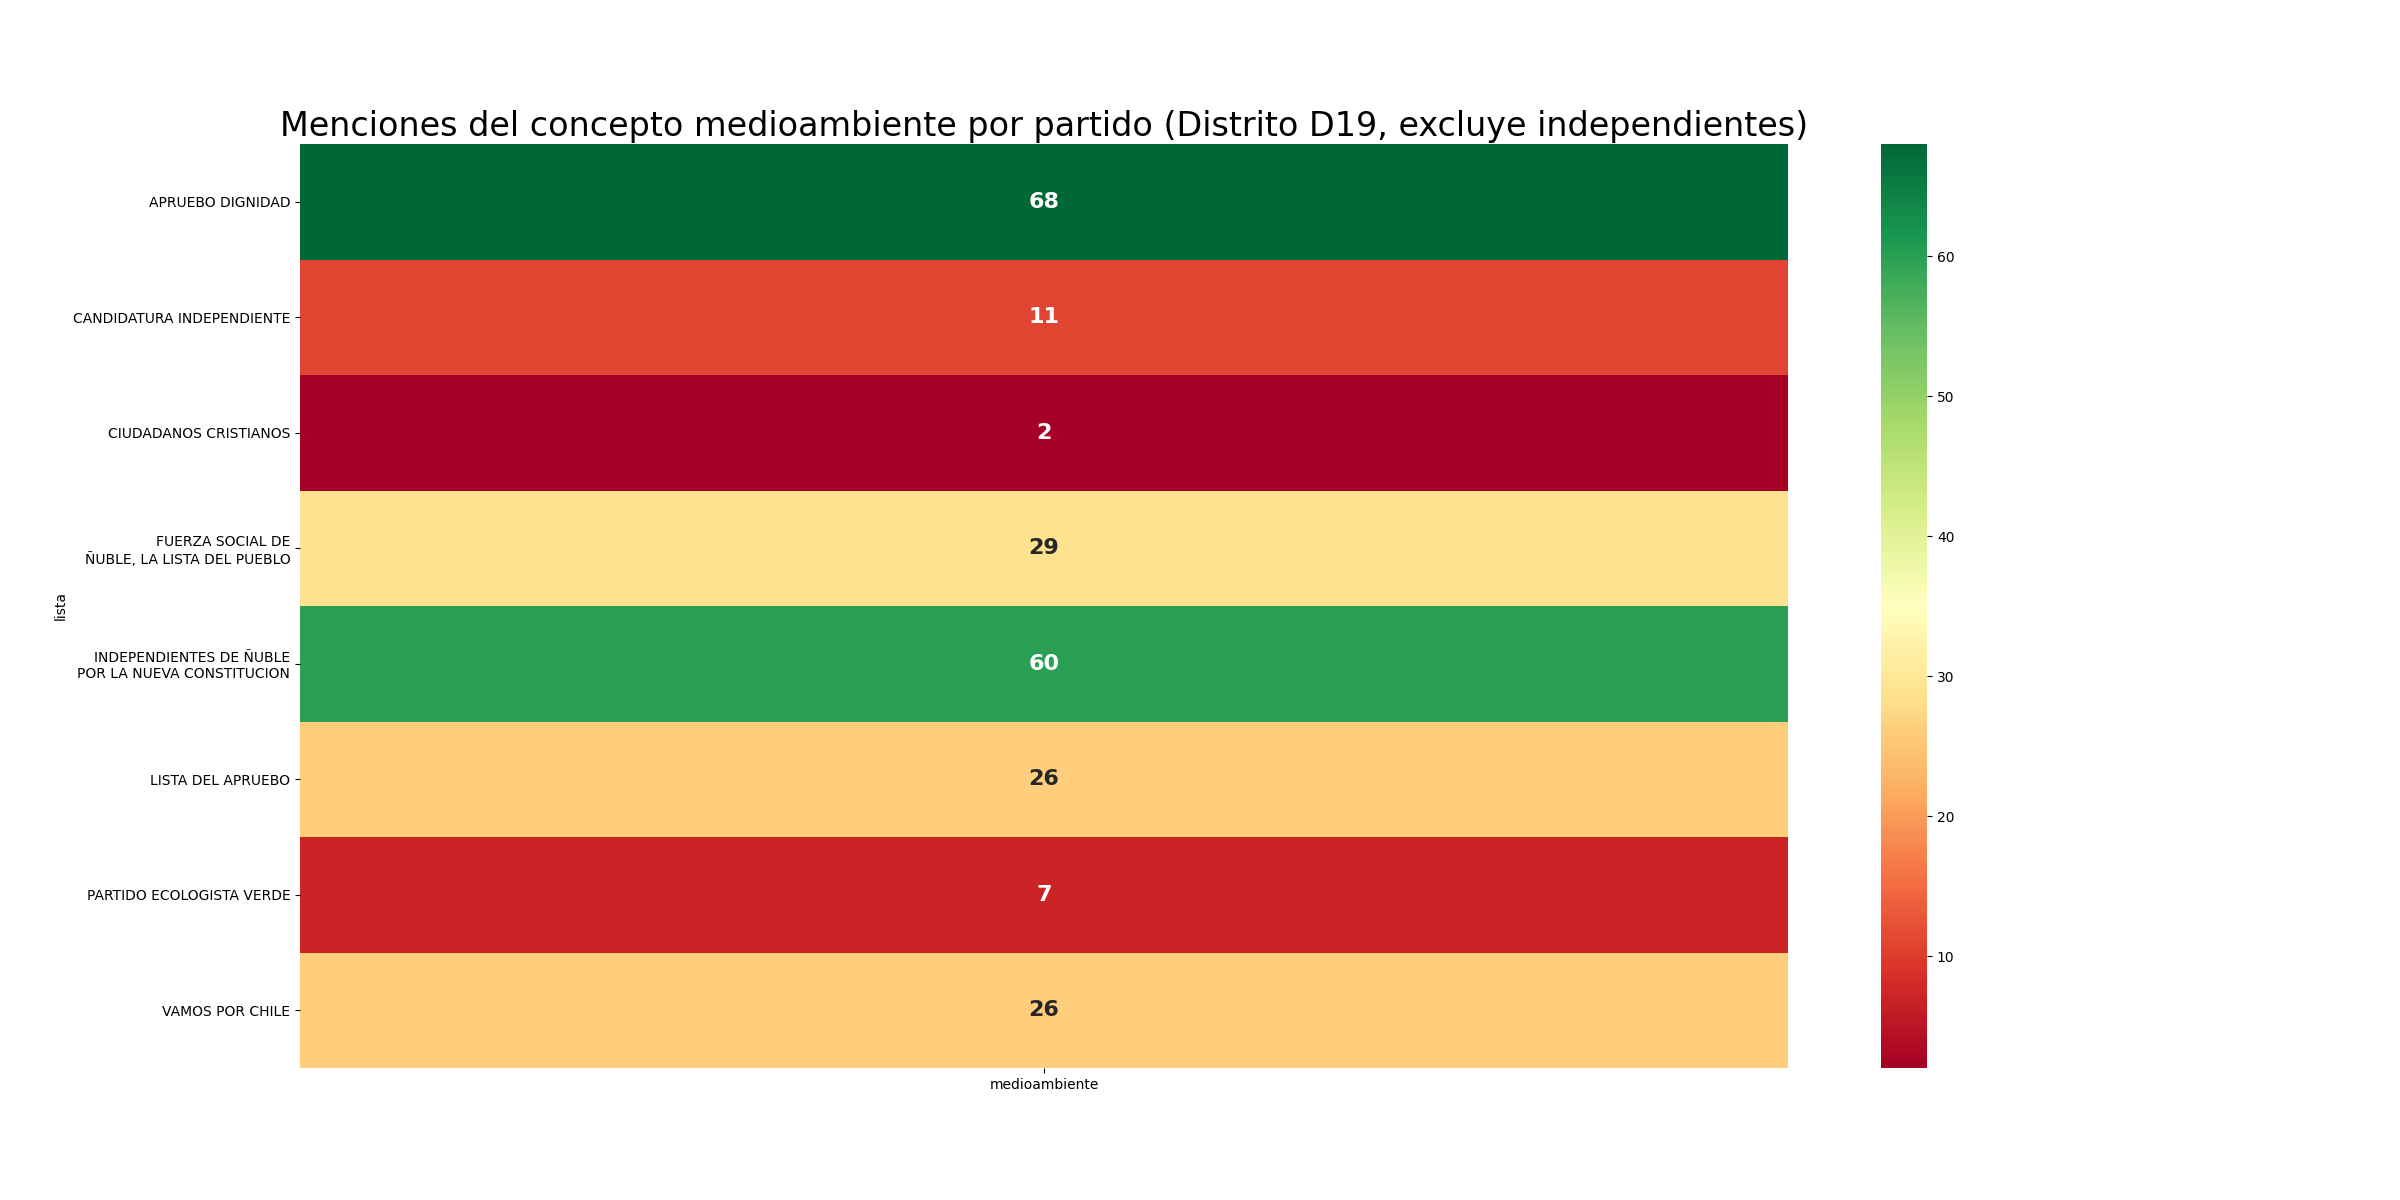 Menciones del concepto medioambiente por partido (Distrito D19, excluye independientes)
lista
APRUEBO DIGNIDAD
68
CANDIDATURA INDEPENDIENTE
11
CIUDADANOS CRISTIANOS
2
FUERZA SOCIAL DE
ÑUBLE, LA LISTA DEL PUEBLO
29
INDEPENDIENTES DE ÑUBLE
POR LA NUEVA CONSTITUCION
60
LISTA DEL APRUEBO
26
PARTIDO ECOLOGISTA VERDE
7
VAMOS POR CHILE
26
medioambiente
60
50
40
30
20
10